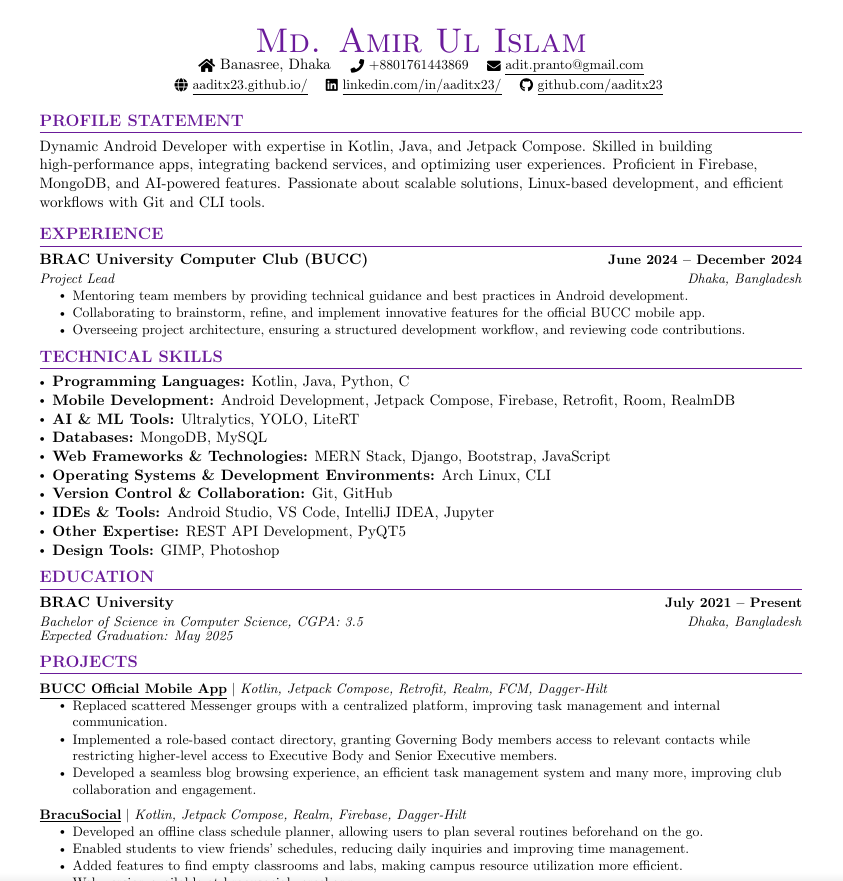 Md. Amir Ul Islam
Banasree, Dhaka +8801761443869 adit.pranto@gmail.com
aaditx23.github.io/ linkedin.com/in/aaditx23/ github.com/aaditx23
PROFILE STATEMENT
Dynamic Android Developer with expertise in Kotlin, Java, and Jetpack Compose. Skilled in building
high-performance apps, integrating backend services, and optimizing user experiences. Proficient in Firebase,
MongoDB, and AI-powered features. Passionate about scalable solutions, Linux-based development, and efficient
workflows with Git and CLI tools.
EXPERIENCE
BRAC University Computer Club (BUCC) June 2024 – December 2024
Project Lead Dhaka, Bangladesh
• Mentoring team members by providing technical guidance and best practices in Android development.
• Collaborating to brainstorm, refine, and implement innovative features for the official BUCC mobile app.
• Overseeing project architecture, ensuring a structured development workflow, and reviewing code contributions.
TECHNICAL SKILLS
• Programming Languages: Kotlin, Java, Python, C
• Mobile Development: Android Development, Jetpack Compose, Firebase, Retrofit, Room, RealmDB
• AI & ML Tools: Ultralytics, YOLO, LiteRT
• Databases: MongoDB, MySQL
• Web Frameworks & Technologies: MERN Stack, Django, Bootstrap, JavaScript
• Operating Systems & Development Environments: Arch Linux, CLI
• Version Control & Collaboration: Git, GitHub
• IDEs & Tools: Android Studio, VS Code, IntelliJ IDEA, Jupyter
• Other Expertise: REST API Development, PyQT5
• Design Tools: GIMP, Photoshop
EDUCATION
BRAC University July 2021 – Present
Bachelor of Science in Computer Science, CGPA: 3.5 Dhaka, Bangladesh
Expected Graduation: May 2025
PROJECTS
BUCC Official Mobile App | Kotlin, Jetpack Compose, Retrofit, Realm, FCM, Dagger-Hilt
• Replaced scattered Messenger groups with a centralized platform, improving task management and internal
communication.
• Implemented a role-based contact directory, granting Governing Body members access to relevant contacts while
restricting higher-level access to Executive Body and Senior Executive members.
• Developed a seamless blog browsing experience, an efficient task management system and many more, improving club
collaboration and engagement.
BracuSocial | Kotlin, Jetpack Compose, Realm, Firebase, Dagger-Hilt
• Developed an offline class schedule planner, allowing users to plan several routines beforehand on the go.
• Enabled students to view friends' schedules, reducing daily inquiries and improving time management.
• Added features to find empty classrooms and labs, making campus resource utilization more efficient.